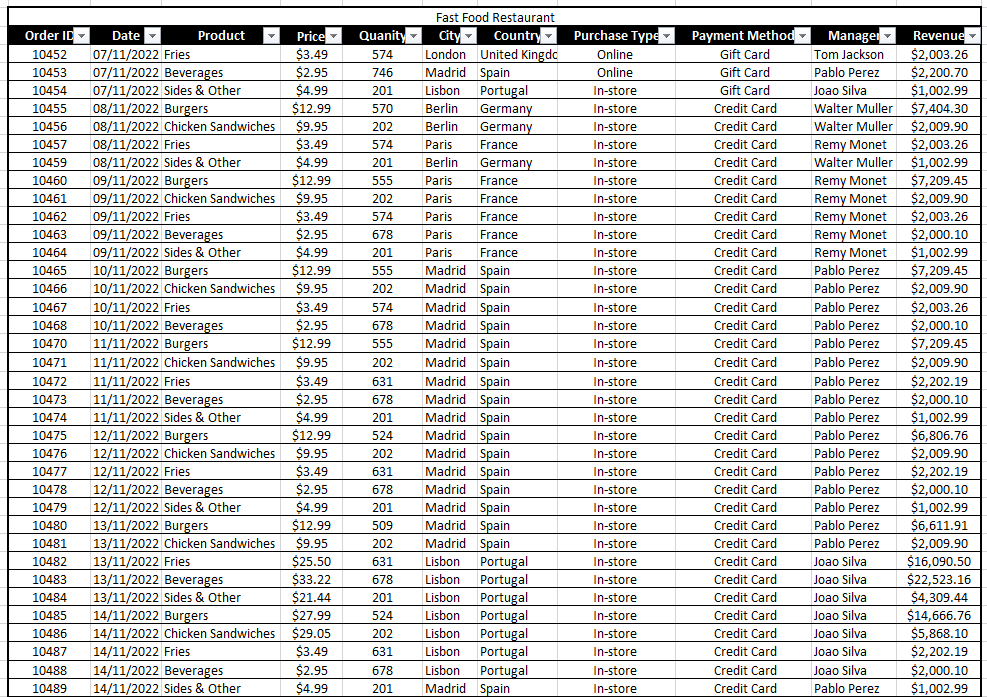 Fast Food Restaurant
Order ID Date Product Price Quanity City Country Purchase Type Payment Method Manager Revenue
10452 07/11/2022 Fries $3.49 574 London United Kingdc Online Gift Card Tom Jackson $2,003.26
10453 07/11/2022 Beverages $2.95 746 Madrid Spain Online Gift Card Pablo Perez $2,200.70
10454 07/11/2022 Sides & Other $4.99 201 Lisbon Portugal In-store Gift Card Joao Silva $1,002.99
10455 08/11/2022 Burgers $12.99 570 Berlin Germany In-store Credit Card Walter Muller $7,404.30
10456 08/11/2022 Chicken Sandwiches $9.95 202 Berlin Germany In-store Credit Card Walter Muller $2,009.90
10457 08/11/2022 Fries $3.49 574 Paris France In-store Credit Card Remy Monet $2,003.26
10459 08/11/2022 Sides & Other $4.99 201 Berlin Germany In-store Credit Card Walter Muller $1,002.99
10460 09/11/2022 Burgers $12.99 555 Paris France In-store Credit Card Remy Monet $7,209.45
10461 09/11/2022 Chicken Sandwiches $9.95 202 Paris France In-store Credit Card Remy Monet $2,009.90
10462 09/11/2022 Fries $3.49 574 Paris France In-store Credit Card Remy Monet $2,003.26
10463 09/11/2022 Beverages $2.95 678 Paris France In-store Credit Card Remy Monet $2,000.10
10464 09/11/2022 Sides & Other $4.99 201 Paris France In-store Credit Card Remy Monet $1,002.99
10465 10/11/2022 Burgers $12.99 555 Madrid Spain In-store Credit Card Pablo Perez $7,209.45
10466 10/11/2022 Chicken Sandwiches $9.95 202 Madrid Spain In-store Credit Card Pablo Perez $2,009.90
10467 10/11/2022 Fries $3.49 574 Madrid Spain In-store Credit Card Pablo Perez $2,003.26
10468 10/11/2022 Beverages $2.95 678 Madrid Spain In-store Credit Card Pablo Perez $2,000.10
10470 11/11/2022 Burgers $12.99 555 Madrid Spain In-store Credit Card Pablo Perez $7,209.45
10471 11/11/2022 Chicken Sandwiches $9.95 202 Madrid Spain In-store Credit Card Pablo Perez $2,009.90
10472 11/11/2022 Fries $3.49 631 Madrid Spain In-store Credit Card Pablo Perez $2,202.19
10473 11/11/2022 Beverages $2.95 678 Madrid Spain In-store Credit Card Pablo Perez $2,000.10
10474 11/11/2022 Sides & Other $4.99 201 Madrid Spain In-store Credit Card Pablo Perez $1,002.99
10475 12/11/2022 Burgers $12.99 524 Madrid Spain In-store Credit Card Pablo Perez $6,806.76
10476 12/11/2022 Chicken Sandwiches $9.95 202 Madrid Spain In-store Credit Card Pablo Perez $2,009.90
10477 12/11/2022 Fries $3.49 631 Madrid Spain In-store Credit Card Pablo Perez $2,202.19
10478 12/11/2022 Beverages $2.95 678 Madrid Spain In-store Credit Card Pablo Perez $2,000.10
10479 12/11/2022 Sides & Other $4.99 201 Madrid Spain In-store Credit Card Pablo Perez $1,002.99
10480 13/11/2022 Burgers $12.99 509 Madrid Spain In-store Credit Card Pablo Perez $6,611.91
10481 13/11/2022 Chicken Sandwiches $9.95 202 Madrid Spain In-store Credit Card Pablo Perez $2,009.90
10482 13/11/2022 Fries $25.50 631 Lisbon Portugal In-store Credit Card Joao Silva $16,090.50
10483 13/11/2022 Beverages $33.22 678 Lisbon Portugal In-store Credit Card Joao Silva $22,523.16
10484 13/11/2022 Sides & Other $21.44 201 Lisbon Portugal In-store Credit Card Joao Silva $4,309.44
10485 14/11/2022 Burgers $27.99 524 Lisbon Portugal In-store Credit Card Joao Silva $14,666.76
10486 14/11/2022 Chicken Sandwiches $29.05 202 Lisbon Portugal In-store Credit Card Joao Silva $5,868.10
10487 14/11/2022 Fries $3.49 631 Lisbon Portugal In-store Credit Card Joao Silva $2,202.19
10488 14/11/2022 Beverages $2.95 678 Lisbon Portugal In-store Credit Card Joao Silva $2,000.10
10489 14/11/2022 Sides & Other $4.99 201 Madrid Spain In-store Credit Card Pablo Perez $1,002.99